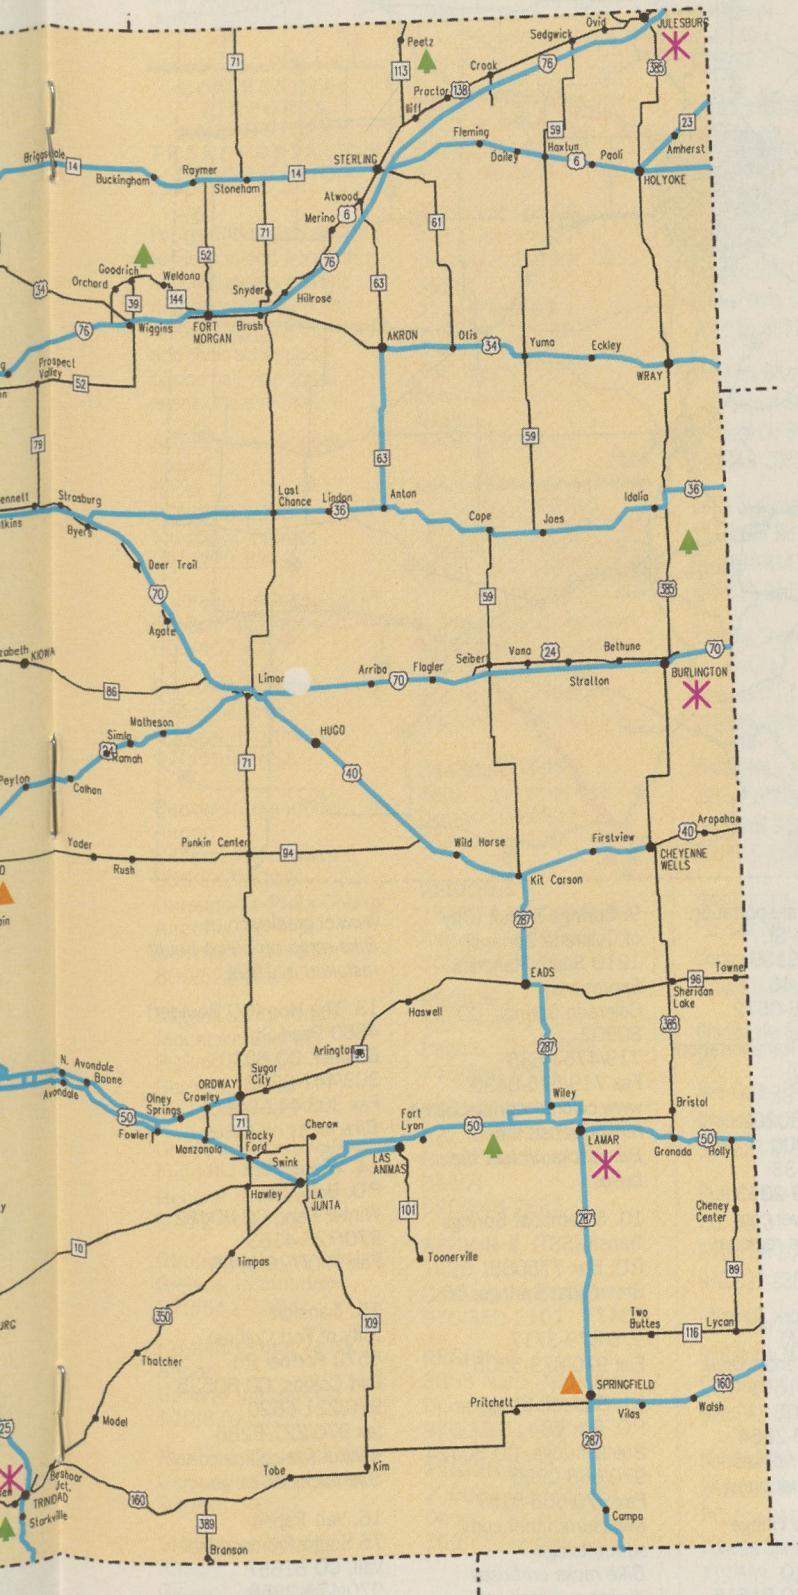 Ovid
JULESBURG
Sedgwick
Peetz
71
113
Crook
76
385
Proctor
138
Iliff
23
59
Fleming
Dailey
Haxtun
6
Paoli
Amherst
Briggsdale
14
STERLING
Buckingham
Raymer
14
Stoneham
HOLYOKE
Atwood
Merino
6
61
71
52
76
Goodrich
Weldona
Orchard
34
39
144
Snyder
Hillrose
63
76
Wiggins
FORT
MORGAN
Brush
AKRON
Otis
34
Yuma
Eckley
WRAY
Prospect
Valley
52
79
59
63
Last
Chance
Lindon
36
Anton
Idalia
36
Strasburg
Byers
Cope
Joes
Deer Trail
70
Agate
59
385
KIOWA
86
Limon
Arriba
70
Flagler
Seibert
Vona
24
Bethune
70
Stratton
BURLINGTON
Matheson
Simla
24
Ramah
HUGO
71
40
Peyton
Calhan
Yoder
Rush
Punkin Center
94
Wild Horse
Firstview
40
Arapahoe
CHEYENNE
WELLS
Kit Carson
287
EADS
96
Towner
Sheridan
Lake
Haswell
385
Arlington
96
287
N. Avondale
Boone
Avondale
Sugar
City
ORDWAY
Olney
Springs
Crowley
50
Fowler
Manzanola
71
Rocky
Ford
Cheraw
Swink
Hawley
LA
JUNTA
Fort
Lyon
50
LAS
ANIMAS
Wiley
Bristol
LAMAR
50
Granada
Holly
101
287
Cheney
Center
10
Timpas
Toonerville
89
350
109
Two
Buttes
116
Lycan
Thatcher
SPRINGFIELD
160
Pritchett
Vilas
Walsh
Model
25
287
Beshoar
Jct.
TRINIDAD
Starkville
Tobe
Kim
160
389
Branson
Campo